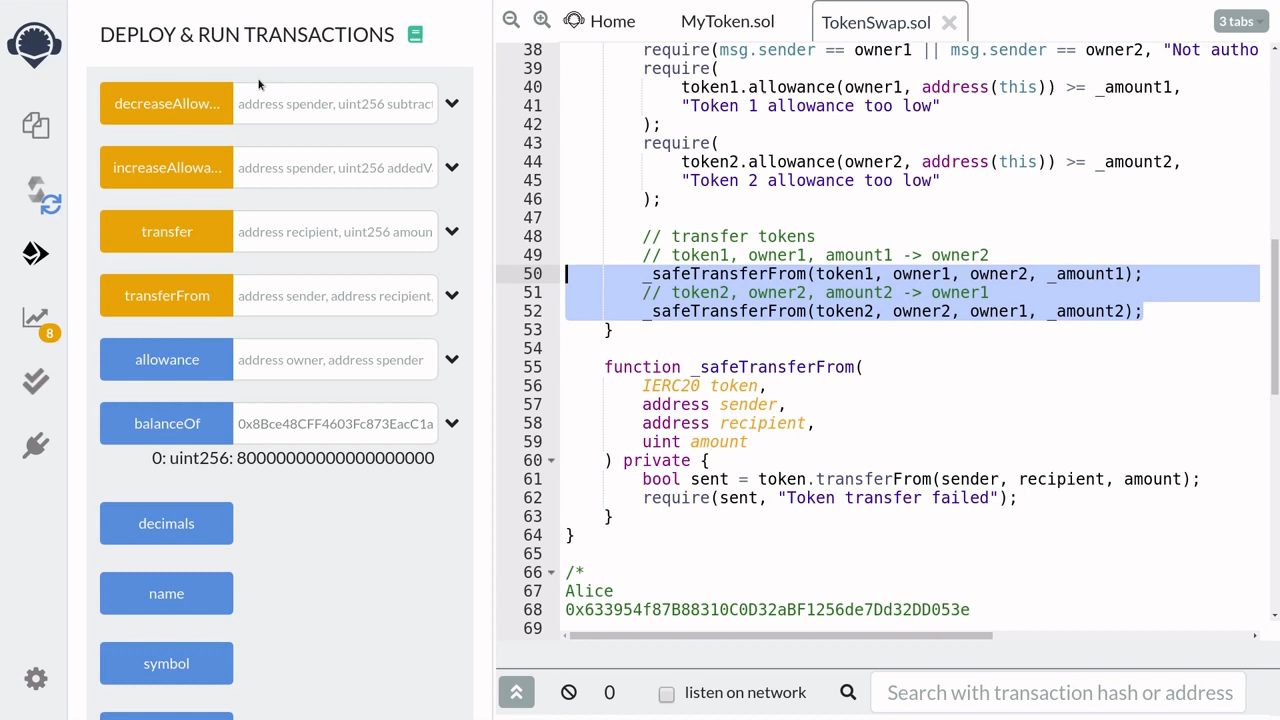 DEPLOY & RUN TRANSACTIONS
decreaseAllow... address spender, uint256 subtract
increaseAllowa... address spender, uint256 addedV
transfer address recipient, uint256 amoun
transferFrom address sender, address recipient,
allowance address owner, address spender
balanceOf 0x8Bce48CFF4603Fc873EacC1a
0: uint256: 80000000000000000000
decimals
name
symbol
8
Home MyToken.sol TokenSwap.sol 3 tabs
38 require(msg.sender == owner1 || msg.sender == owner2, "Not autho
39 require(
40 token1.allowance(owner1, address(this)) >= _amount1,
41 "Token 1 allowance too low"
42 );
43 require(
44 token2.allowance(owner2, address(this)) >= _amount2,
45 "Token 2 allowance too low"
46 );
47
48 // transfer tokens
49 // token1, owner1, amount1 -> owner2
50 _safeTransferFrom(token1, owner1, owner2, _amount1);
51 // token2, owner2, amount2 -> owner1
52 _safeTransferFrom(token2, owner2, owner1, _amount2);
53 }
54
55 function _safeTransferFrom(
56 IERC20 token,
57 address sender,
58 address recipient,
59 uint amount
60 ) private {
61 bool sent = token.transferFrom(sender, recipient, amount);
62 require(sent, "Token transfer failed");
63 }
64 }
65
66 /*
67 Alice
68 0x633954f87B88310C0D32aBF1256de7Dd32DD053e
69
0 listen on network Search with transaction hash or address